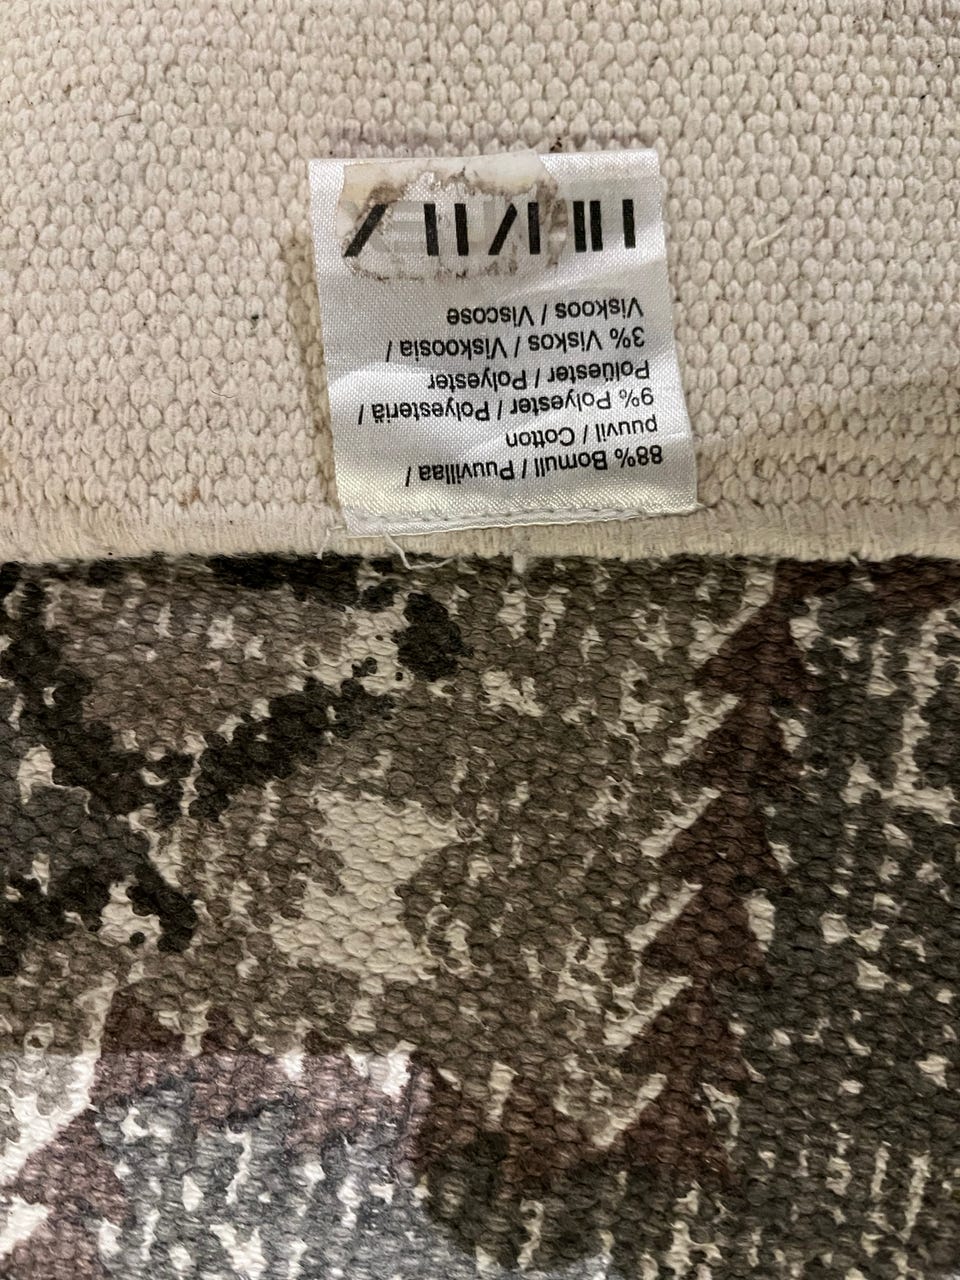 88% Bomull / Puuvillaa /
puuvil / Cotton
9% Polyester / Polyesteriä /
Polüester / Polyester
3% Viskos / Viskoosia /
Viskoos / Viscose